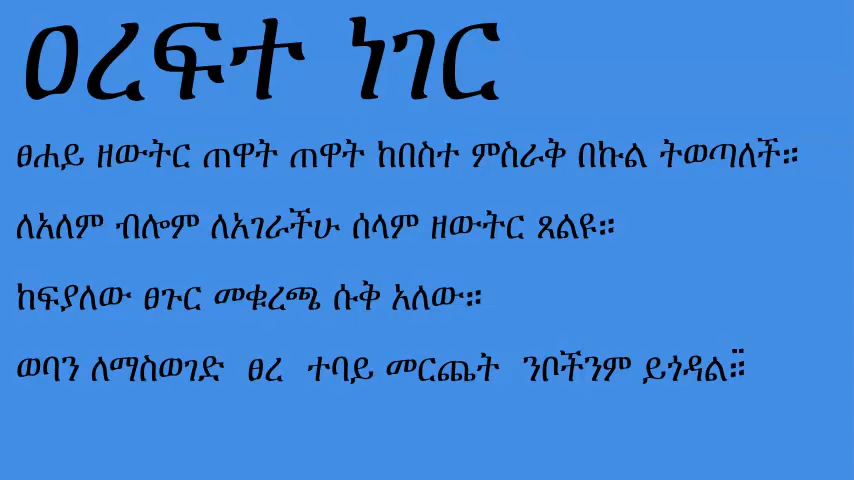 ዐረፍተ ነገር
ፀሐይ ዘውትር ጠዋት ጠዋት ከበስተ ምስራቅ በኩል ትወጣለች።
ለአለም ብሎም ለአገራችሁ ሰላም ዘውትር ጸልዩ።
ከፍያለው ፀጉር መቁረጫ ሱቅ አለው።
ወባን ለማስወገድ ፀረ ተባይ መርጨት ንቦችንም ይጎዳል።፟